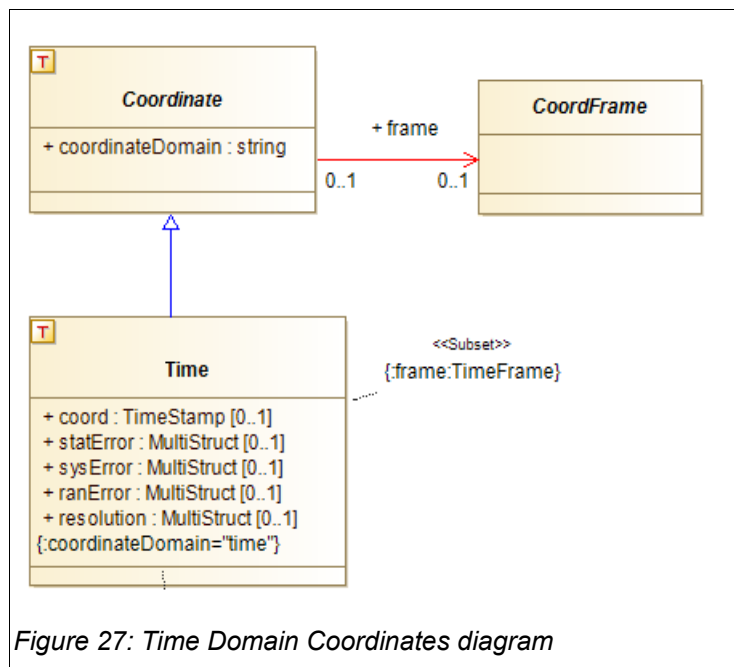 T
Coordinate
+ coordinateDomain : string
CoordFrame
+ frame
0..1
0..1
T
Time
+ coord : TimeStamp [0..1]
+ statError : MultiStruct [0..1]
+ sysError : MultiStruct [0..1]
+ ranError : MultiStruct [0..1]
+ resolution : MultiStruct [0..1]
{:coordinateDomain="time"}
<<Subset>>
{:frame:TimeFrame}
Figure 27: Time Domain Coordinates diagram